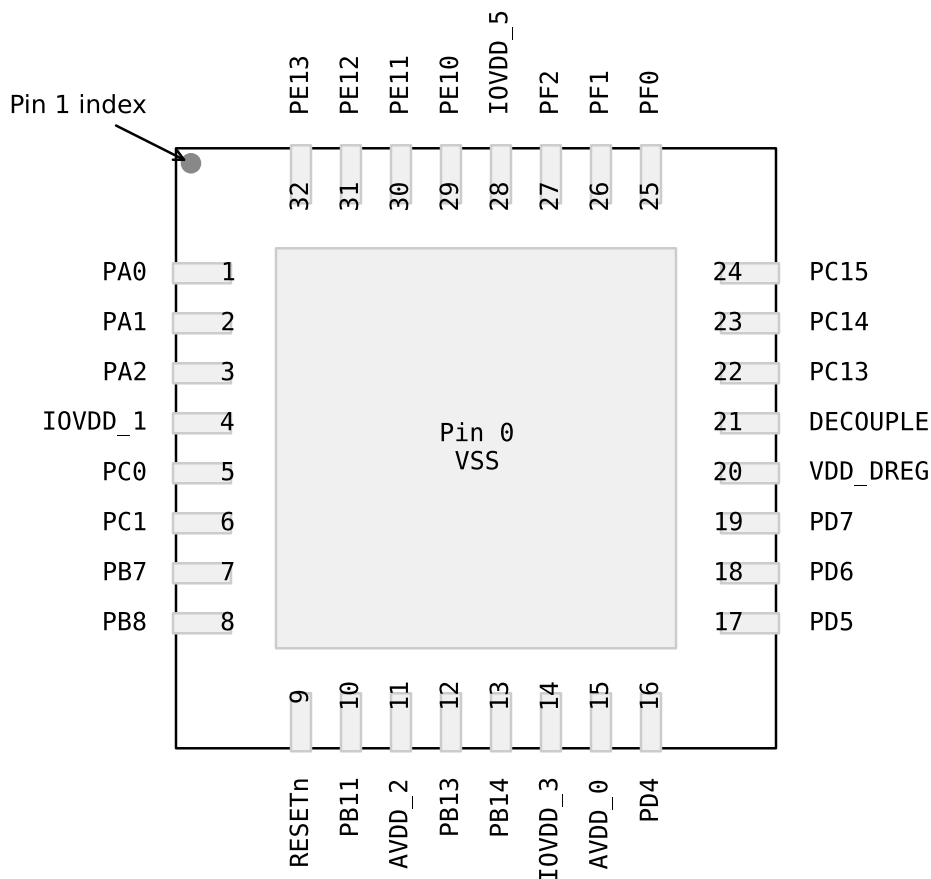 PE13
PE12
PE11
PE10
IOVDD_5
PF2
PF1
PF0
Pin 1 index
32
31
30
29
28
27
26
25
PA0 1
24 PC15
PA1 2
23 PC14
PA2 3
22 PC13
IOVDD_1 4
21 DECOUPLE
PC0 5
20 VDD_DREG
PC1 6
19 PD7
PB7 7
18 PD6
PB8 8
17 PD5
Pin 0
VSS
9
10
11
12
13
14
15
16
RESETn
PB11
AVDD_2
PB13
PB14
IOVDD_3
AVDD_0
PD4